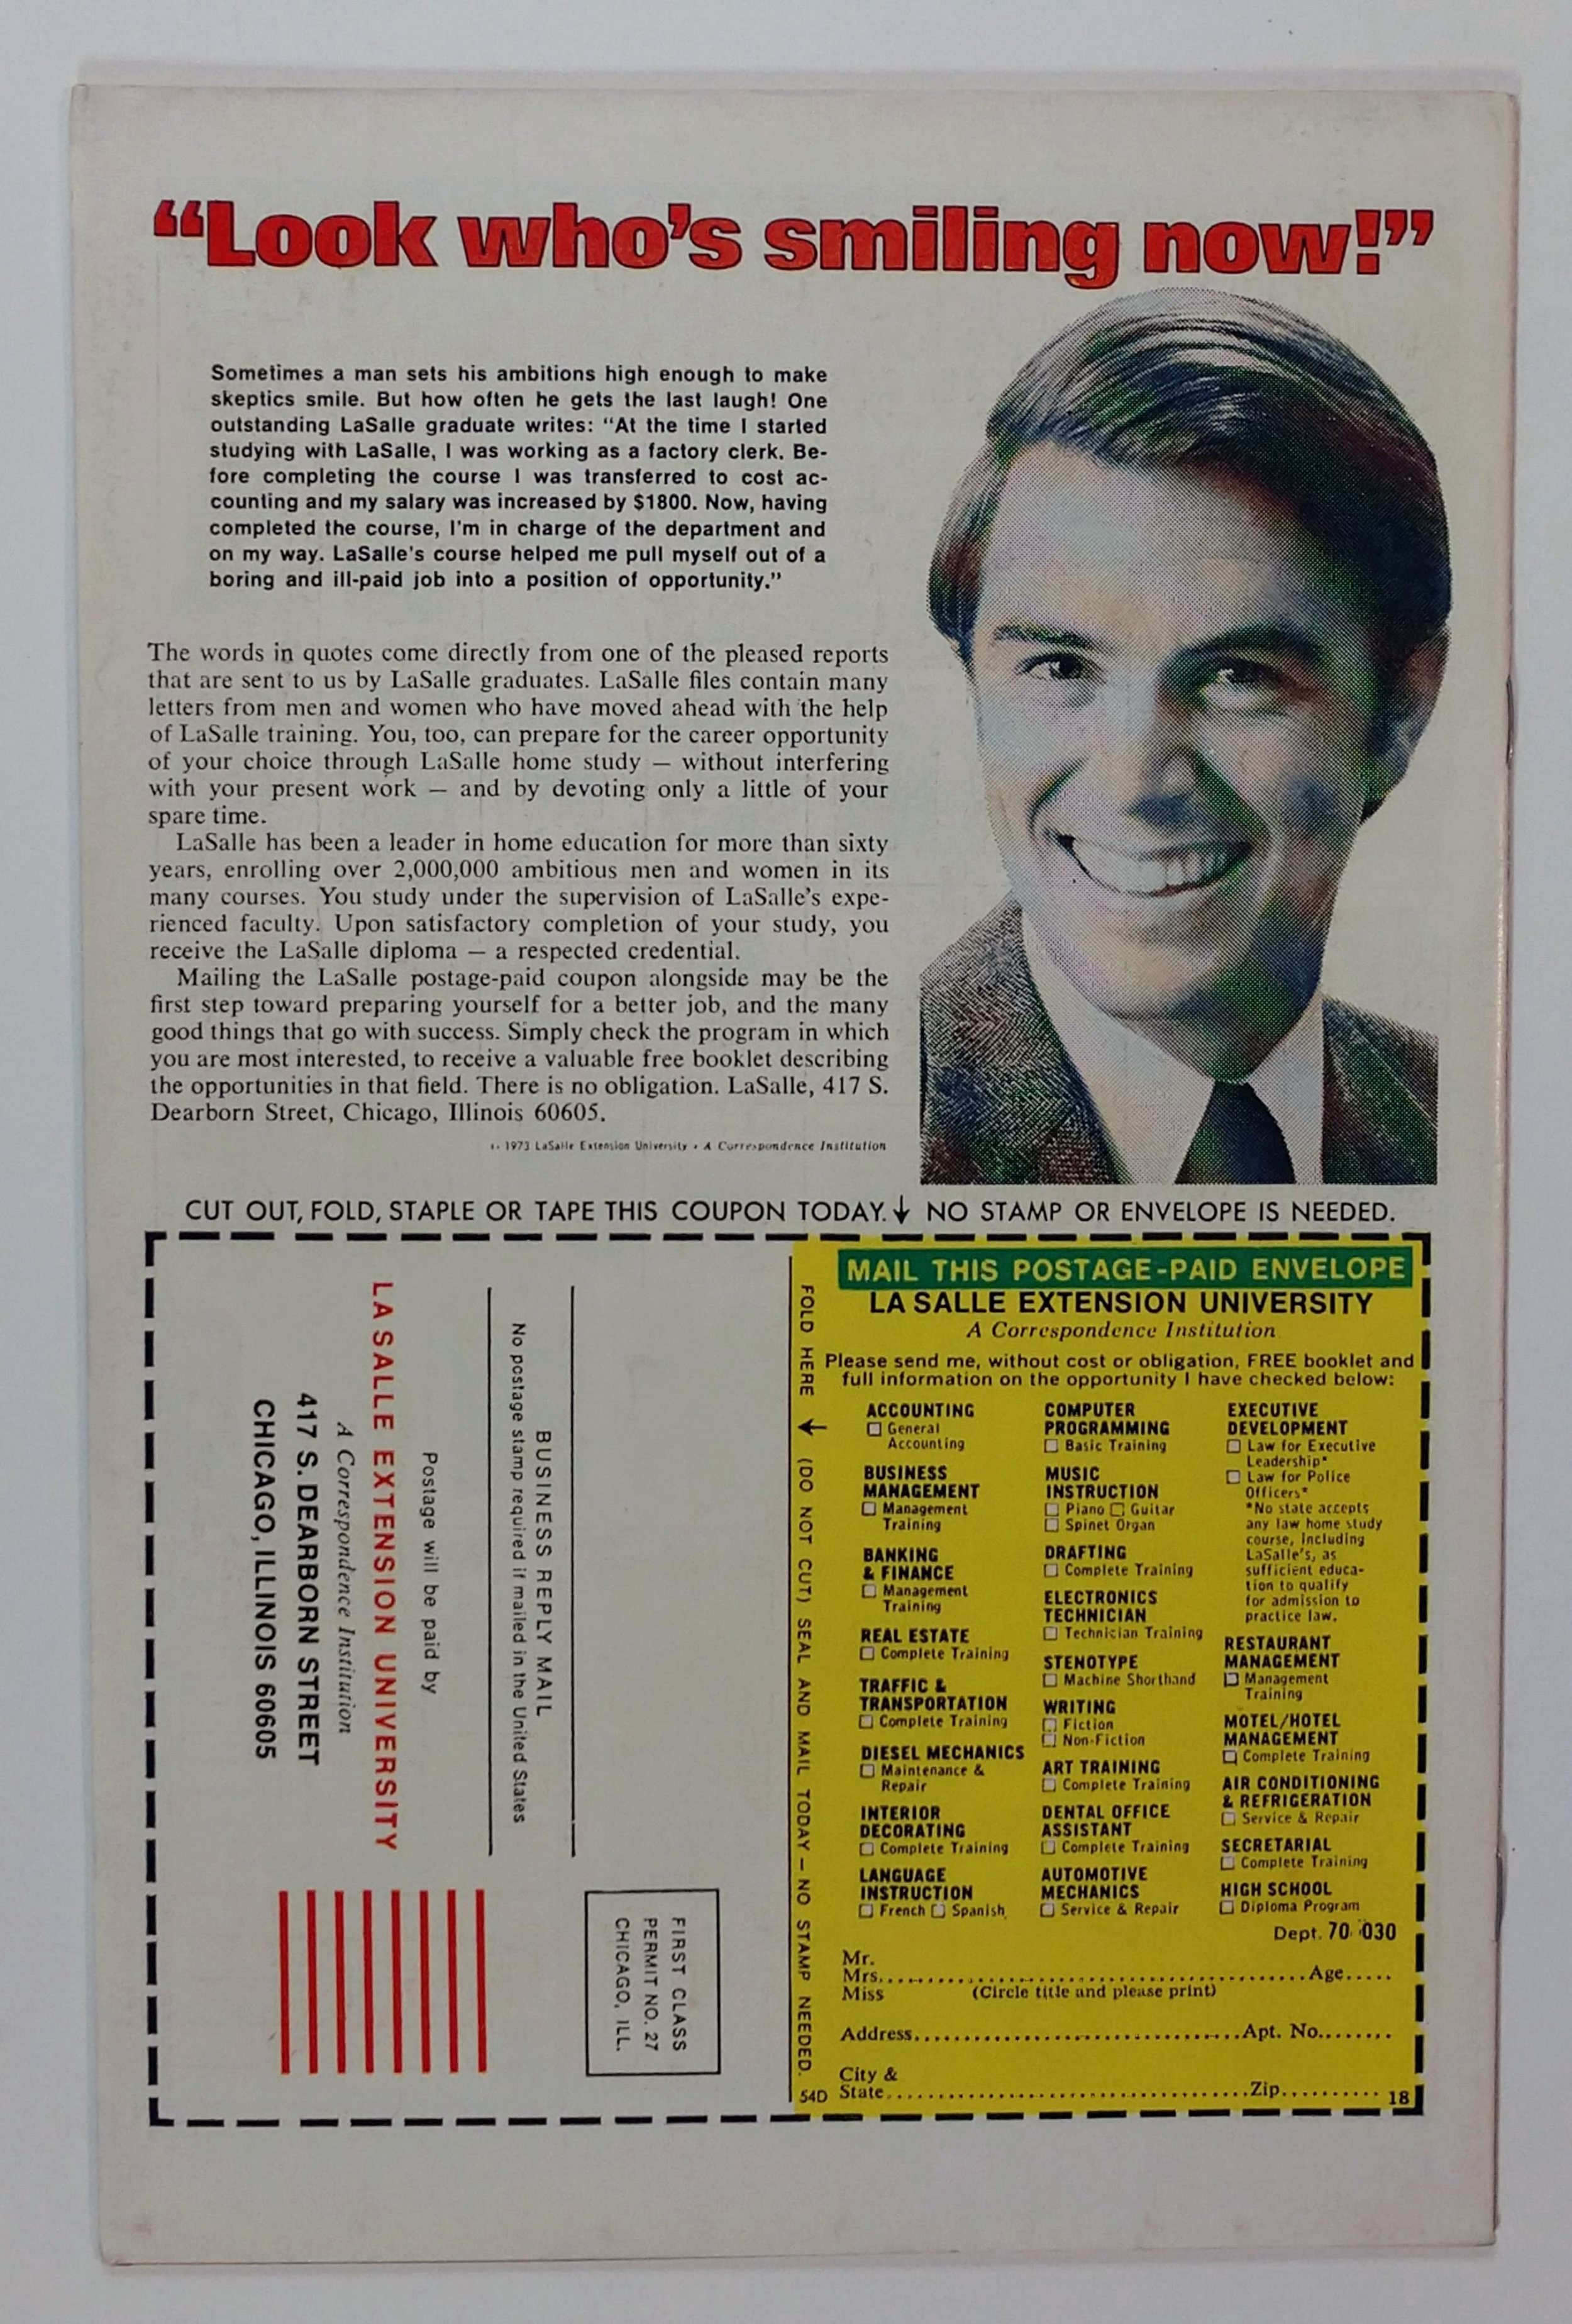 “Look who’s smiling now!”
Sometimes a man sets his ambitions high enough to make
skeptics smile. But how often he gets the last laugh! One
outstanding LaSalle graduate writes: “At the time I started
studying with LaSalle, I was working as a factory clerk. Be-
fore completing the course I was transferred to cost ac-
counting and my salary was increased by $1800. Now, having
completed the course, I'm in charge of the department and
on my way. LaSalle's course helped me pull myself out of a
boring and ill-paid job into a position of opportunity.”
The words in quotes come directly from one of the pleased reports
that are sent to us by LaSalle graduates. LaSalle files contain many
letters from men and women who have moved ahead with the help
of LaSalle training. You, too, can prepare for the career opportunity
of your choice through LaSalle home study — without interfering
with your present work — and by devoting only a little of your
spare time.
LaSalle has been a leader in home education for more than sixty
years, enrolling over 2,000,000 ambitious men and women in its
many courses. You study under the supervision of LaSalle's expe-
rienced faculty. Upon satisfactory completion of your study, you
receive the LaSalle diploma — a respected credential.
Mailing the LaSalle postage-paid coupon alongside may be the
first step toward preparing yourself for a better job, and the many
good things that go with success. Simply check the program in which
you are most interested, to receive a valuable free booklet describing
the opportunities in that field. There is no obligation. LaSalle, 417 S.
Dearborn Street, Chicago, Illinois 60605.
1973 LaSalle Extension University • A Correspondence Institution
CUT OUT, FOLD, STAPLE OR TAPE THIS COUPON TODAY. ↓ NO STAMP OR ENVELOPE IS NEEDED.
FIRST CLASS
PERMIT NO. 27
CHICAGO, ILL.
BUSINESS REPLY MAIL
No postage stamp required if mailed in the United States
Postage will be paid by
LA SALLE EXTENSION UNIVERSITY
A Correspondence Institution
417 S. DEARBORN STREET
CHICAGO, ILLINOIS 60605
FOLD HERE ↓ (DO NOT CUT) SEAL AND MAIL TODAY — NO STAMP NEEDED.
54D
MAIL THIS POSTAGE-PAID ENVELOPE
LA SALLE EXTENSION UNIVERSITY
A Correspondence Institution
Please send me, without cost or obligation, FREE booklet and
full information on the opportunity I have checked below:
ACCOUNTING
☐ General
Accounting
BUSINESS
MANAGEMENT
☐ Management
Training
BANKING
& FINANCE
☐ Management
Training
REAL ESTATE
☐ Complete Training
TRAFFIC &
TRANSPORTATION
☐ Complete Training
DIESEL MECHANICS
☐ Maintenance &
Repair
INTERIOR
DECORATING
☐ Complete Training
LANGUAGE
INSTRUCTION
☐ French ☐ Spanish
COMPUTER
PROGRAMMING
☐ Basic Training
MUSIC
INSTRUCTION
☐ Piano ☐ Guitar
☐ Spinet Organ
DRAFTING
☐ Complete Training
ELECTRONICS
TECHNICIAN
☐ Technician Training
STENOTYPE
☐ Machine Shorthand
WRITING
☐ Fiction
☐ Non-Fiction
ART TRAINING
☐ Complete Training
DENTAL OFFICE
ASSISTANT
☐ Complete Training
AUTOMOTIVE
MECHANICS
☐ Service & Repair
EXECUTIVE
DEVELOPMENT
☐ Law for Executive
Leadership*
☐ Law for Police
Officers*
*No state accepts
any law home study
course, including
LaSalle's, as
sufficient educa-
tion to qualify
for admission to
practice law.
RESTAURANT
MANAGEMENT
☐ Management
Training
MOTEL/HOTEL
MANAGEMENT
☐ Complete Training
AIR CONDITIONING
& REFRIGERATION
☐ Service & Repair
SECRETARIAL
☐ Complete Training
HIGH SCHOOL
☐ Diploma Program
Dept. 70 030
Mr.
Mrs..........Age.....
Miss (Circle title and please print)
Address..........Apt. No........
City &
State..........Zip..........
18